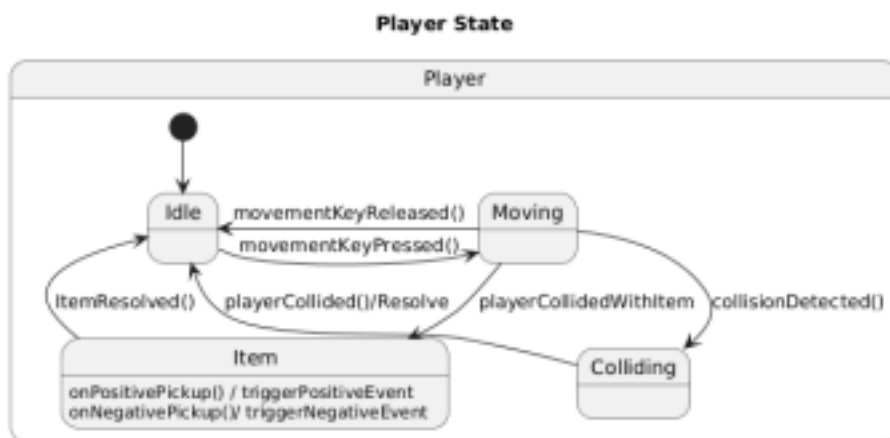 Player State
Player
Idle
movementKeyReleased()
Moving
movementKeyPressed()
ItemResolved()
playerCollided()/Resolve
playerCollidedWithItem
collisionDetected()
Item
Colliding
onPositivePickup() / triggerPositiveEvent
onNegativePickup()/ triggerNegativeEvent